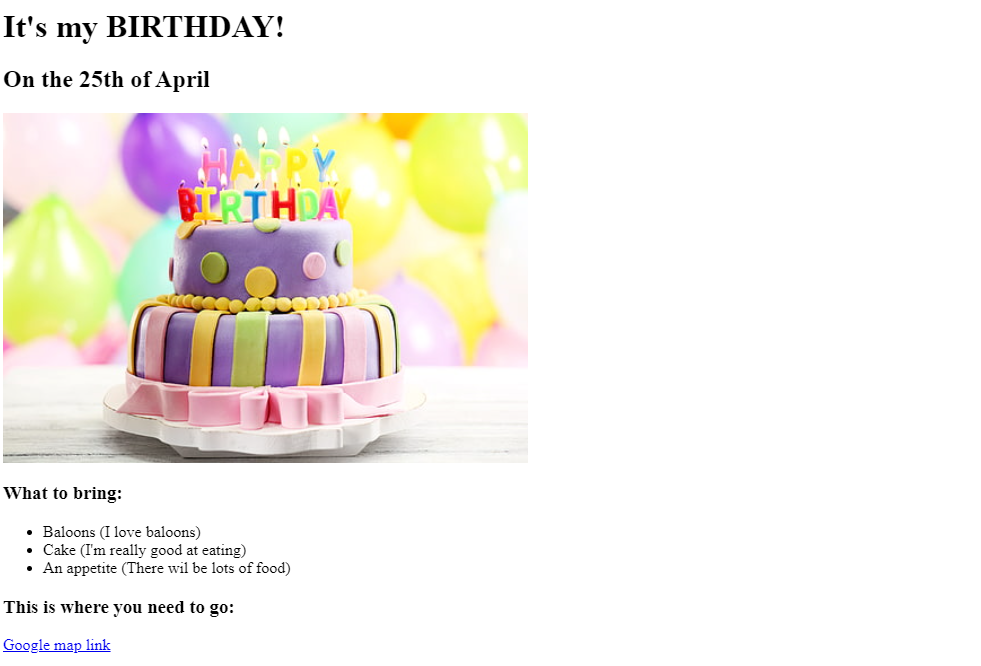 It's my BIRTHDAY!
On the 25th of April
HAPPY
BIRTHDAY
What to bring:
Baloons (I love baloons)
Cake (I'm really good at eating)
An appetite (There wil be lots of food)
This is where you need to go:
Google map link